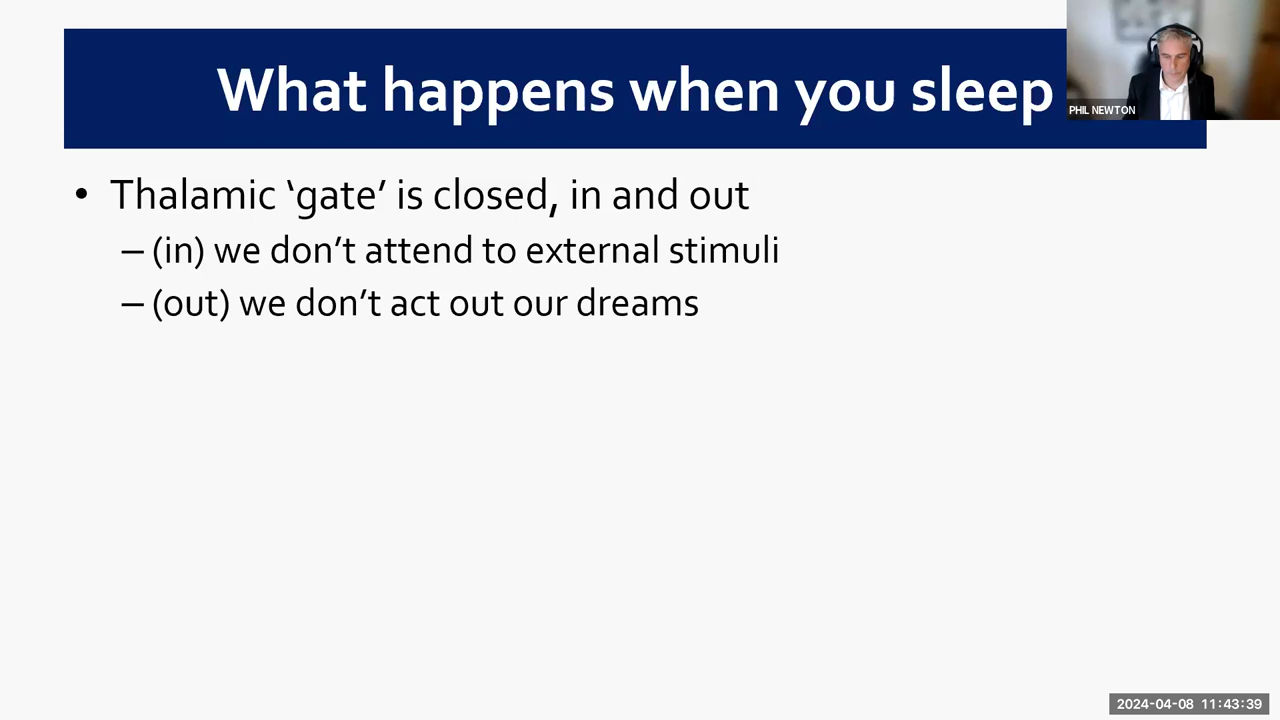 What happens when you sleep
PHIL NEWTON
• Thalamic ‘gate’ is closed, in and out
– (in) we don’t attend to external stimuli
– (out) we don’t act out our dreams
2024-04-08 11:43:39